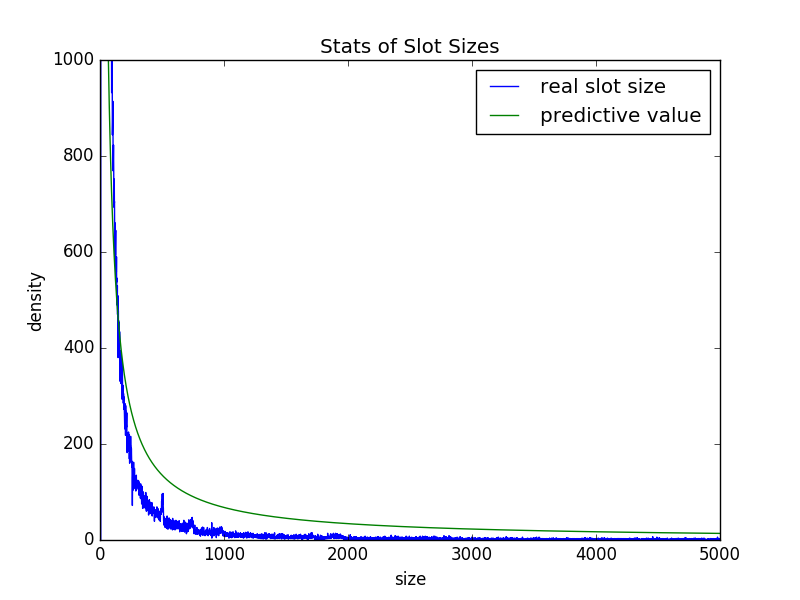 Stats of Slot Sizes
real slot size
predictive value
1000
800
600
400
200
0
density
0 1000 2000 3000 4000 5000
size